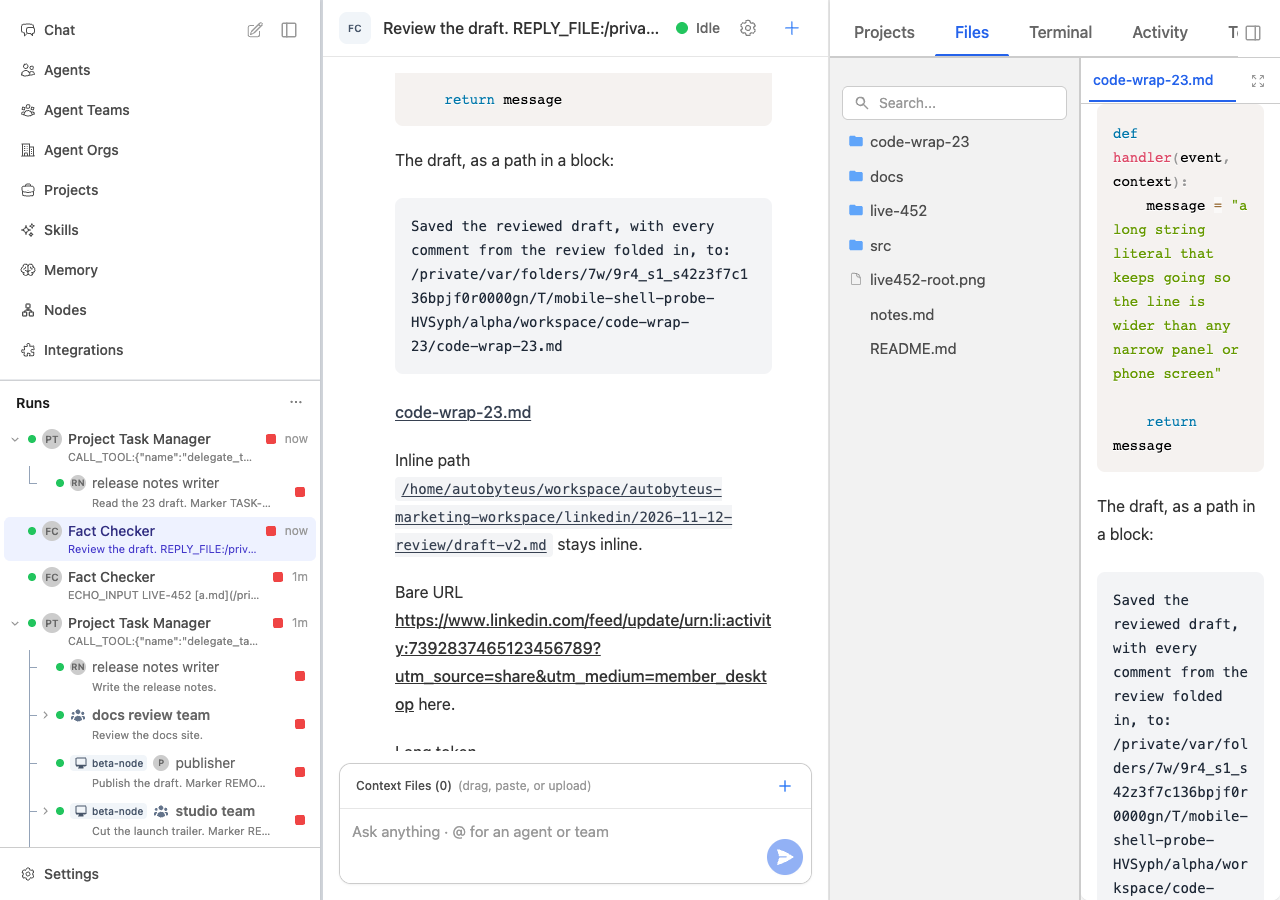 Chat
Agents
Agent Teams
Agent Orgs
Projects
Skills
Memory
Nodes
Integrations
Runs
PT Project Task Manager now
CALL_TOOL:{"name":"delegate_t...
RN release notes writer
Read the 23 draft. Marker TASK-...
FC Fact Checker now
Review the draft. REPLY_FILE:/priv...
FC Fact Checker 1m
ECHO_INPUT LIVE-452 [a.md](/pri...
PT Project Task Manager 1m
CALL_TOOL:{"name":"delegate_ta...
RN release notes writer
Write the release notes.
docs review team
Review the docs site.
beta-node P publisher
Publish the draft. Marker REMO...
beta-node studio team
Cut the launch trailer. Marker RE...
Settings
FC Review the draft. REPLY_FILE:/priva... Idle
return message
The draft, as a path in a block:
Saved the reviewed draft, with every
comment from the review folded in, to:
/private/var/folders/7w/9r4_s1_s42z3f7c1
36bpjf0r0000gn/T/mobile-shell-probe-
HVSyph/alpha/workspace/code-wrap-
23/code-wrap-23.md
code-wrap-23.md
Inline path
/home/autobyteus/workspace/autobyteus-
marketing-workspace/linkedin/2026-11-12-
review/draft-v2.md stays inline.
Bare URL
https://www.linkedin.com/feed/update/urn:li:activit
y:7392837465123456789?
utm_source=share&utm_medium=member_deskt
op here.
Long token
Context Files (0) (drag, paste, or upload)
Ask anything · @ for an agent or team
Projects Files Terminal Activity
Search...
code-wrap-23
docs
live-452
src
live452-root.png
notes.md
README.md
code-wrap-23.md
def
handler(event,
context):
message = "a
long string
literal that
keeps going so
the line is
wider than any
narrow panel or
phone screen"
return
message
The draft, as a path in
a block:
Saved the
reviewed draft,
with every
comment from the
review folded
in, to:
/private/var/fol
ders/7w/9r4_s1_s
42z3f7c136bpjf0r
0000gn/T/mobile-
shell-probe-
HVSyph/alpha/wor
kspace/code-